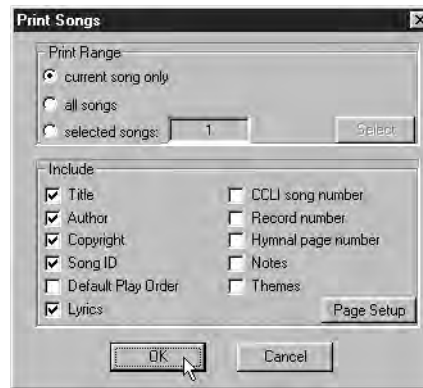 Print Songs
Print Range
current song only
all songs
selected songs: 1 Select
Include
Title CCLI song number
Author Record number
Copyright Hymnal page number
Song ID Notes
Default Play Order Themes
Lyrics Page Setup
OK Cancel